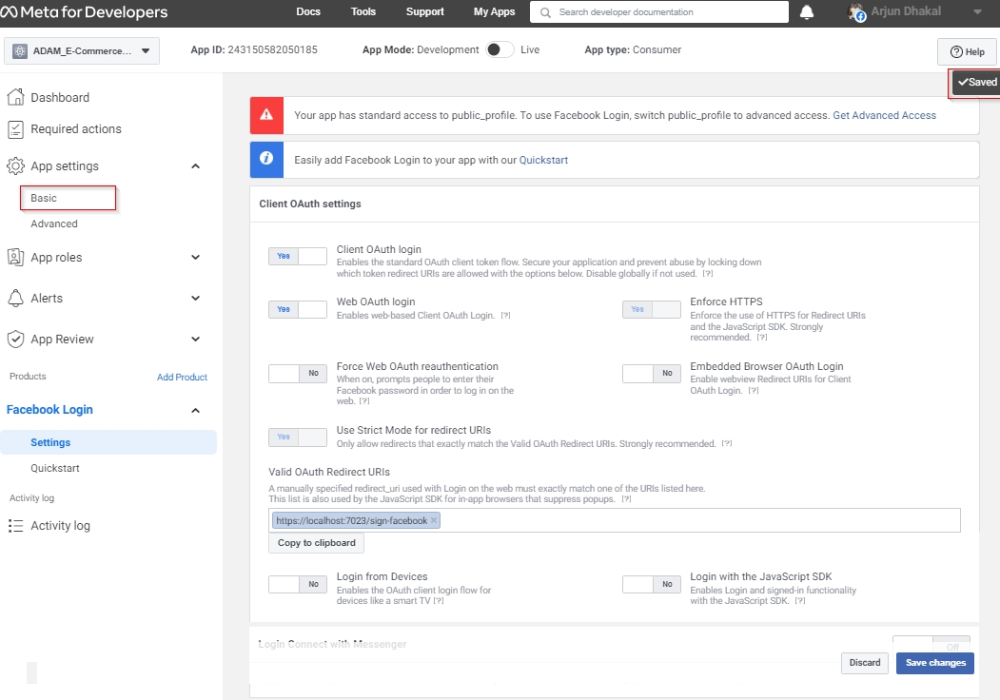 Meta for Developers
Docs
Tools
Support
My Apps
Search developer documentation
Arjun Dhakal
ADAM_E-Commerce...
App ID: 243150582050185
App Mode: Development
Live
App type: Consumer
Help
Saved
Dashboard
Required actions
App settings
Basic
Advanced
App roles
Alerts
App Review
Products
Add Product
Facebook Login
Settings
Quickstart
Activity log
Activity log
Your app has standard access to public_profile. To use Facebook Login, switch public_profile to advanced access. Get Advanced Access
Easily add Facebook Login to your app with our Quickstart
Client OAuth settings
Yes
Client OAuth login
Enables the standard OAuth client token flow. Secure your application and prevent abuse by locking down
which token redirect URIs are allowed with the options below. Disable globally if not used. [?]
Yes
Web OAuth login
Enables web-based Client OAuth Login. [?]
Yes
Enforce HTTPS
Enforce the use of HTTPS for Redirect URIs
and the JavaScript SDK. Strongly
recommended. [?]
No
Force Web OAuth reauthentication
When on, prompts people to enter their
Facebook password in order to log in on the
web. [?]
No
Embedded Browser OAuth Login
Enable webview Redirect URIs for Client
OAuth Login. [?]
Yes
Use Strict Mode for redirect URIs
Only allow redirects that exactly match the Valid OAuth Redirect URIs. Strongly recommended. [?]
Valid OAuth Redirect URIs
A manually specified redirect_uri used with Login on the web must exactly match one of the URIs listed here.
This list is also used by the JavaScript SDK for in-app browsers that suppress popups. [?]
https://localhost:7023/sign-facebook ×
Copy to clipboard
No
Login from Devices
Enables the OAuth client login flow for
devices like a smart TV [?]
No
Login with the JavaScript SDK
Enables Login and signed-in functionality
with the JavaScript SDK. [?]
Login Connect with Messenger
Off
Discard
Save changes